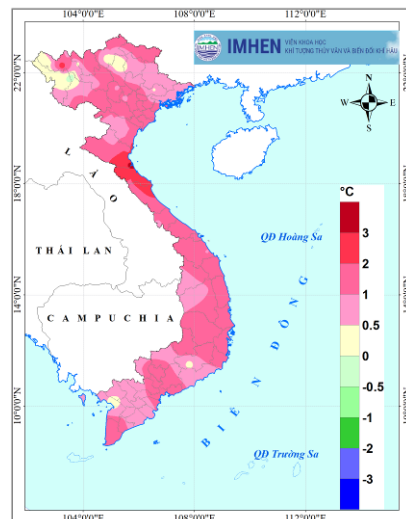 104°0'0"E
108°0'0"E
112°0'0"E
IMHEN
VIỆN KHOA HỌC
KHÍ TƯỢNG THỦY VĂN VÀ BIẾN ĐỔI KHÍ HẬU
22°0'0"N
N
W
E
S
LÀO
18°0'0"N
°C
3
2
1
0.5
0
-0.5
-1
-2
-3
QĐ Hoàng Sa
THÁI LAN
14°0'0"N
CAMPUCHIA
BIỂN ĐÔNG
10°0'0"N
QĐ Trường Sa
104°0'0"E
108°0'0"E
112°0'0"E